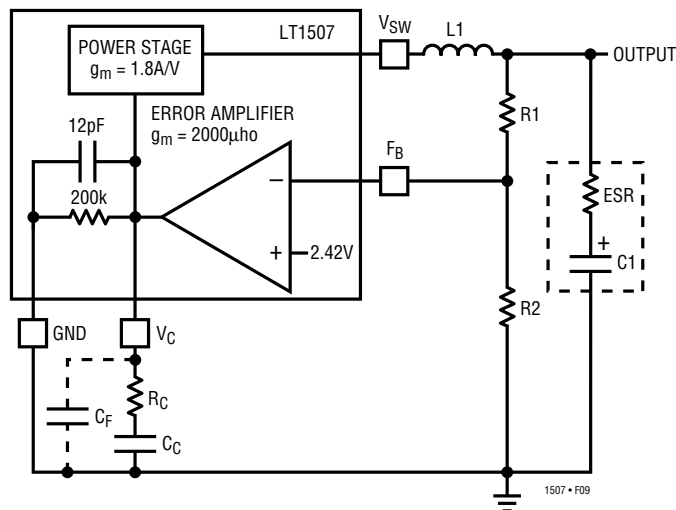 LT1507
POWER STAGE
gm = 1.8A/V
VSW
L1
OUTPUT
R1
ERROR AMPLIFIER
gm = 2000µho
12pF
FB
–
200k
ESR
+
+
2.42V
C1
R2
GND
VC
RC
CF
CC
1507 • F09